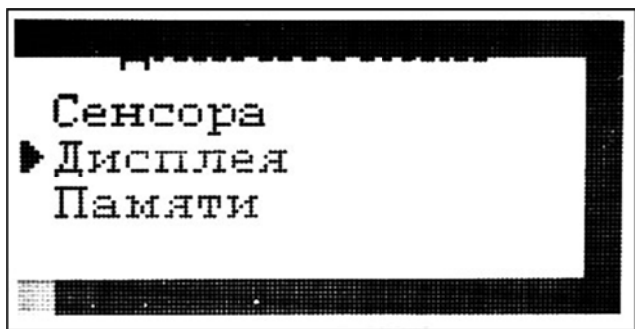 Сенсора
Дисплея
Памяти